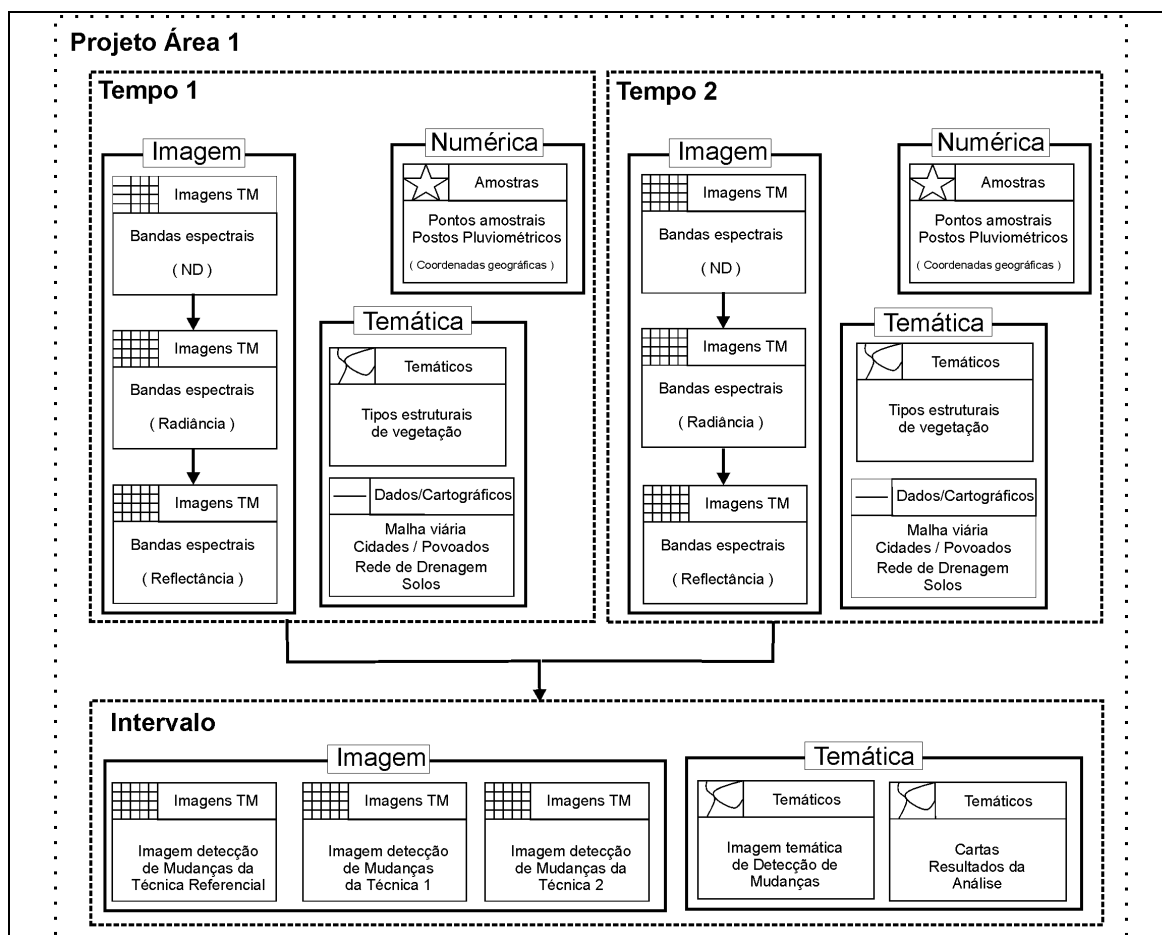 Projeto Área 1
Tempo 1
Imagem
Imagens TM
Bandas espectrais
( ND )
Imagens TM
Bandas espectrais
( Radiância )
Imagens TM
Bandas espectrais
( Reflectância )
Numérica
Amostras
Pontos amostrais
Postos Pluviométricos
( Coordenadas geográficas )
Temática
Temáticos
Tipos estruturais
de vegetação
Dados/Cartográficos
Malha viária
Cidades / Povoados
Rede de Drenagem
Solos
Tempo 2
Imagem
Imagens TM
Bandas espectrais
( ND )
Imagens TM
Bandas espectrais
( Radiância )
Imagens TM
Bandas espectrais
( Reflectância )
Numérica
Amostras
Pontos amostrais
Postos Pluviométricos
( Coordenadas geográficas )
Temática
Temáticos
Tipos estruturais
de vegetação
Dados/Cartográficos
Malha viária
Cidades / Povoados
Rede de Drenagem
Solos
Intervalo
Imagem
Imagens TM
Imagem detecção
de Mudanças da
Técnica Referencial
Imagens TM
Imagem detecção
de Mudanças
da Técnica 1
Imagens TM
Imagem detecção
de Mudanças da
Técnica 2
Temática
Temáticos
Imagem temática
de Detecção de
Mudanças
Temáticos
Cartas
Resultados da
Análise